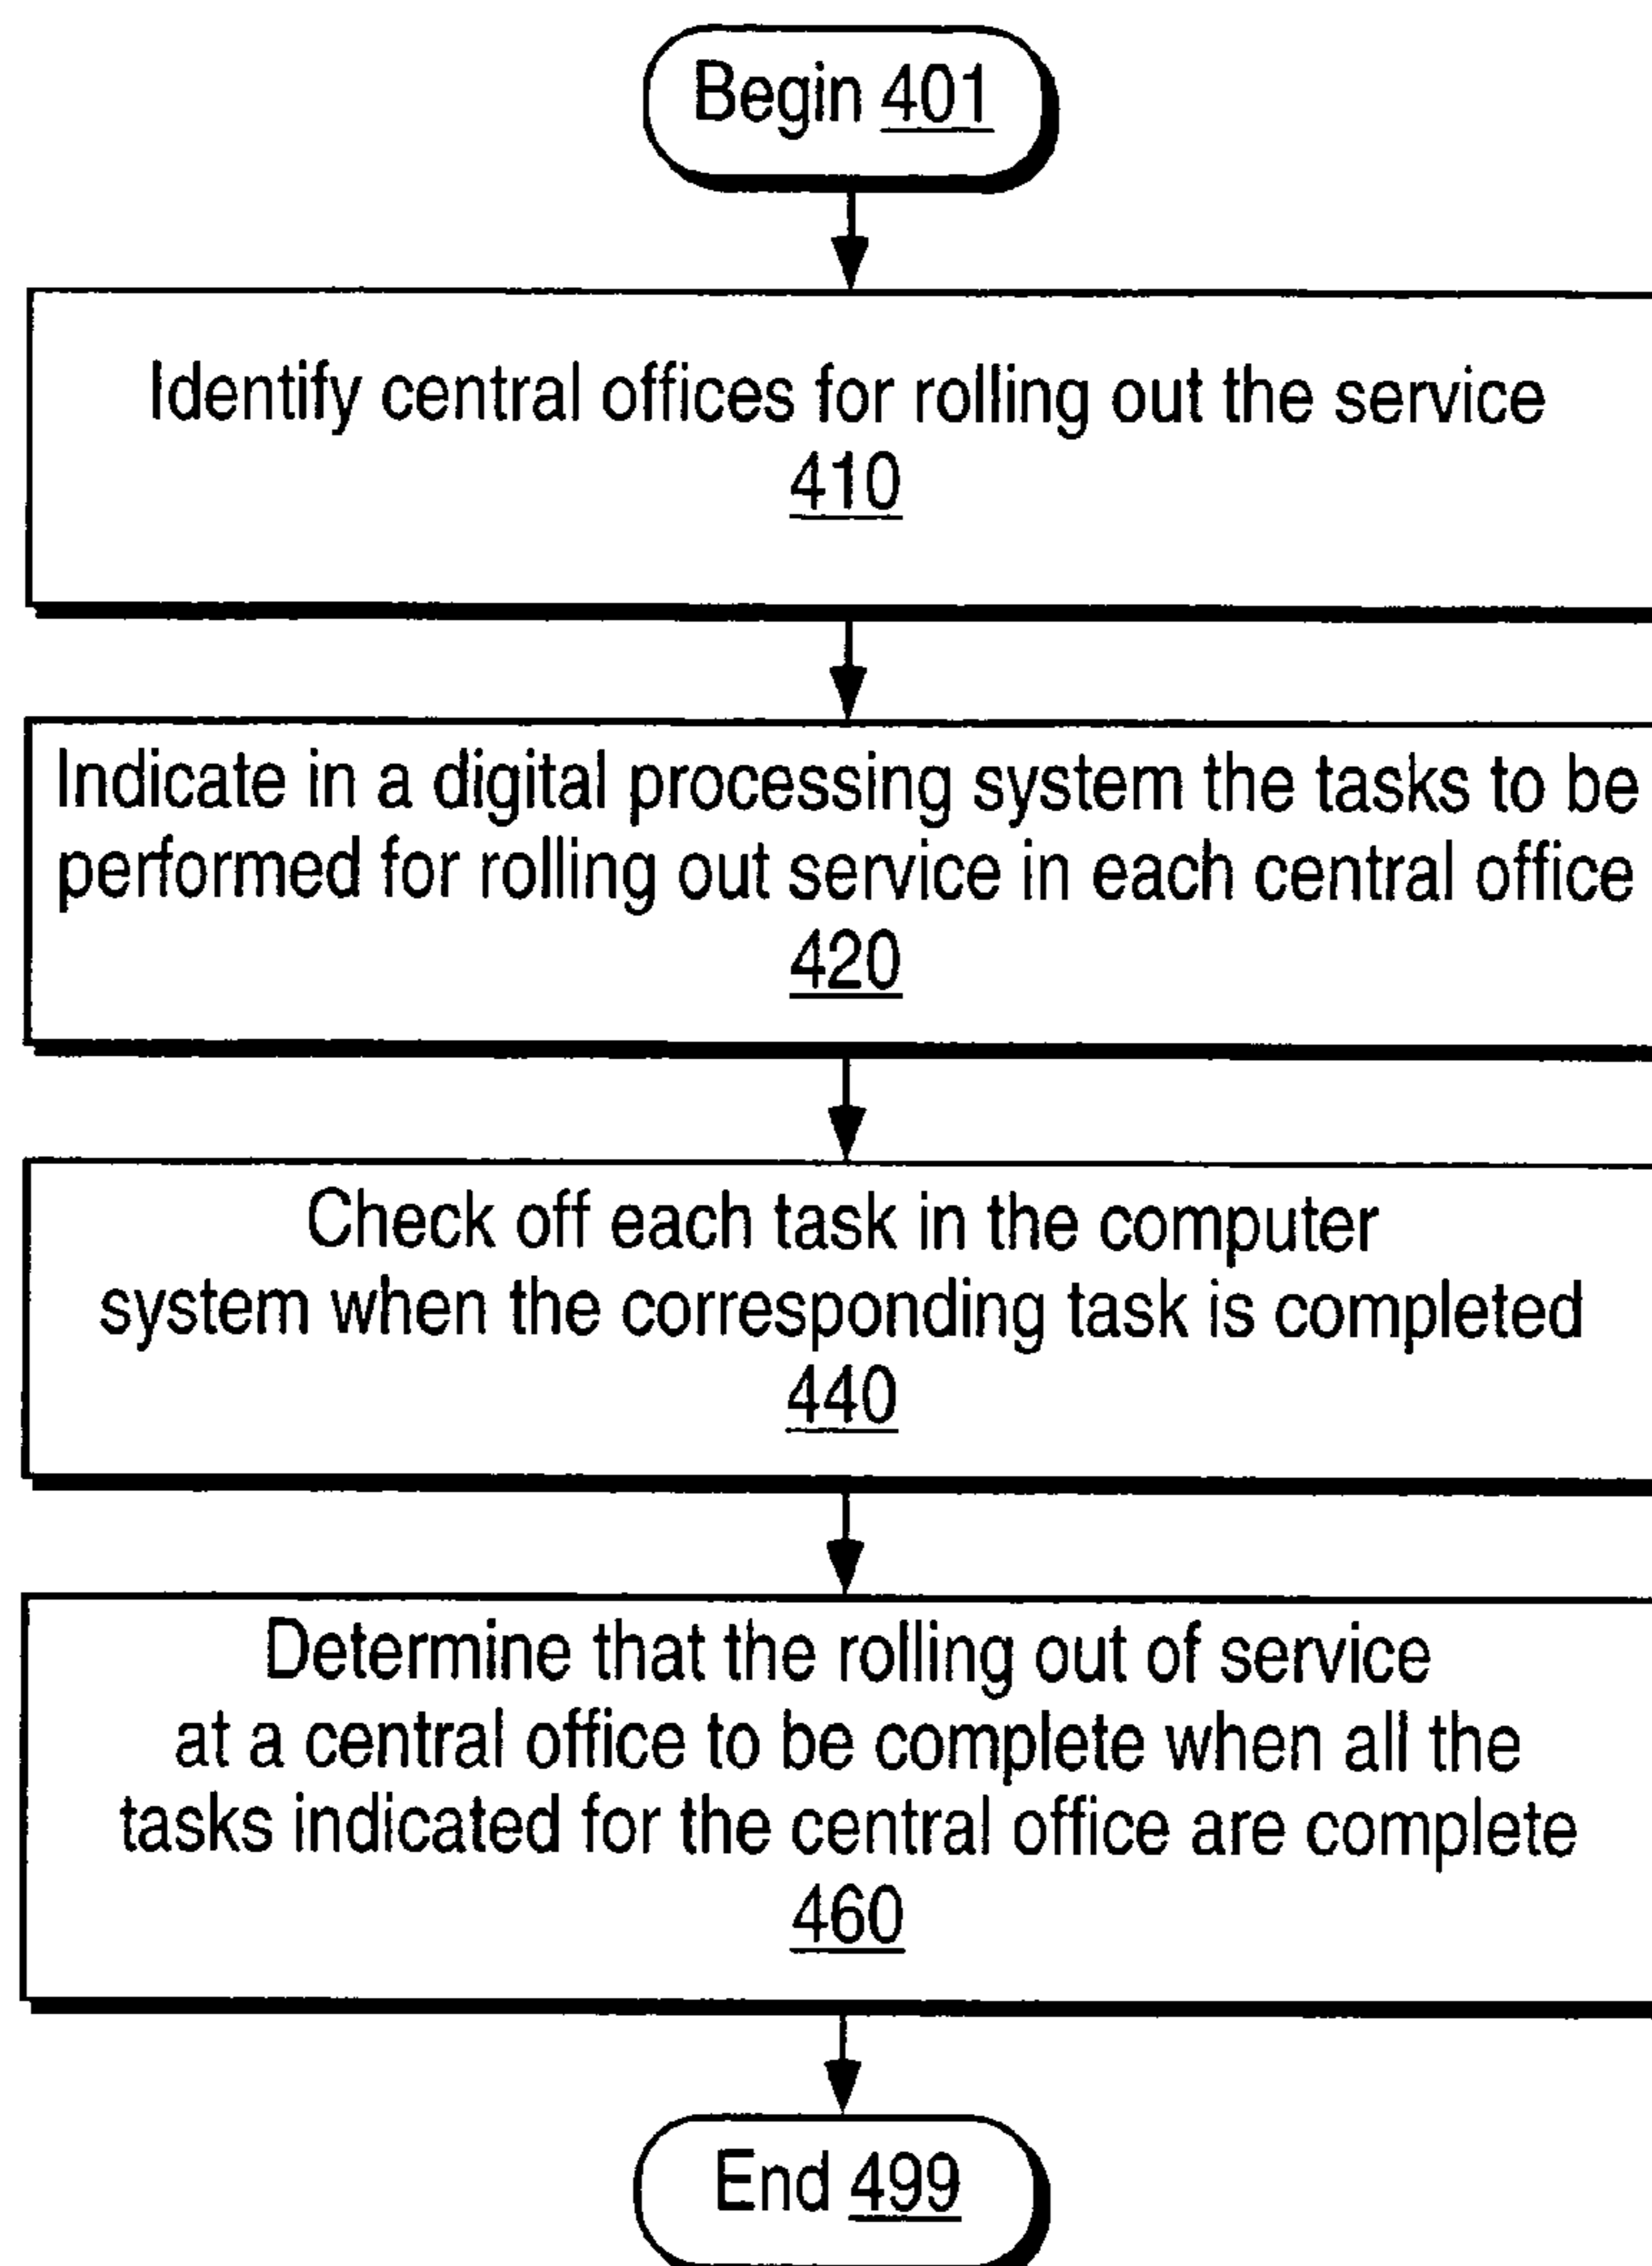 Begin 401
Identify central offices for rolling out the service
410
Indicate in a digital processing system the tasks to be
performed for rolling out service in each central office
420
Check off each task in the computer
system when the corresponding task is completed
440
Determine that the rolling out of service
at a central office to be complete when all the
tasks indicated for the central office are complete
460
End 499